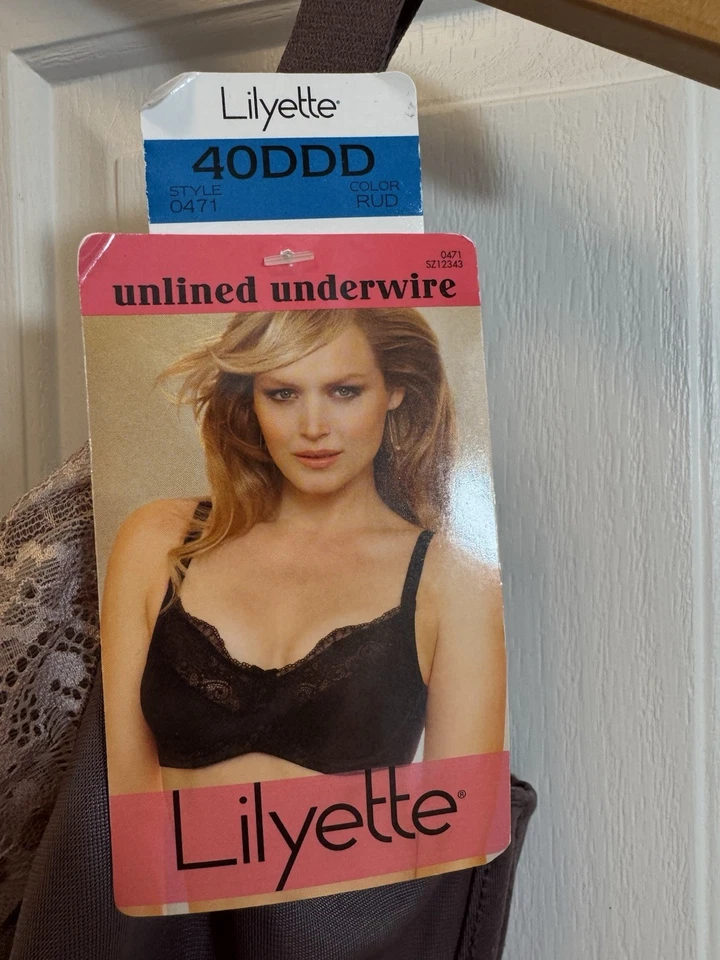 Lilyette®
40DDD
STYLE COLOR
0471 RUD
0471
SZ12343
unlined underwire
Lilyette®